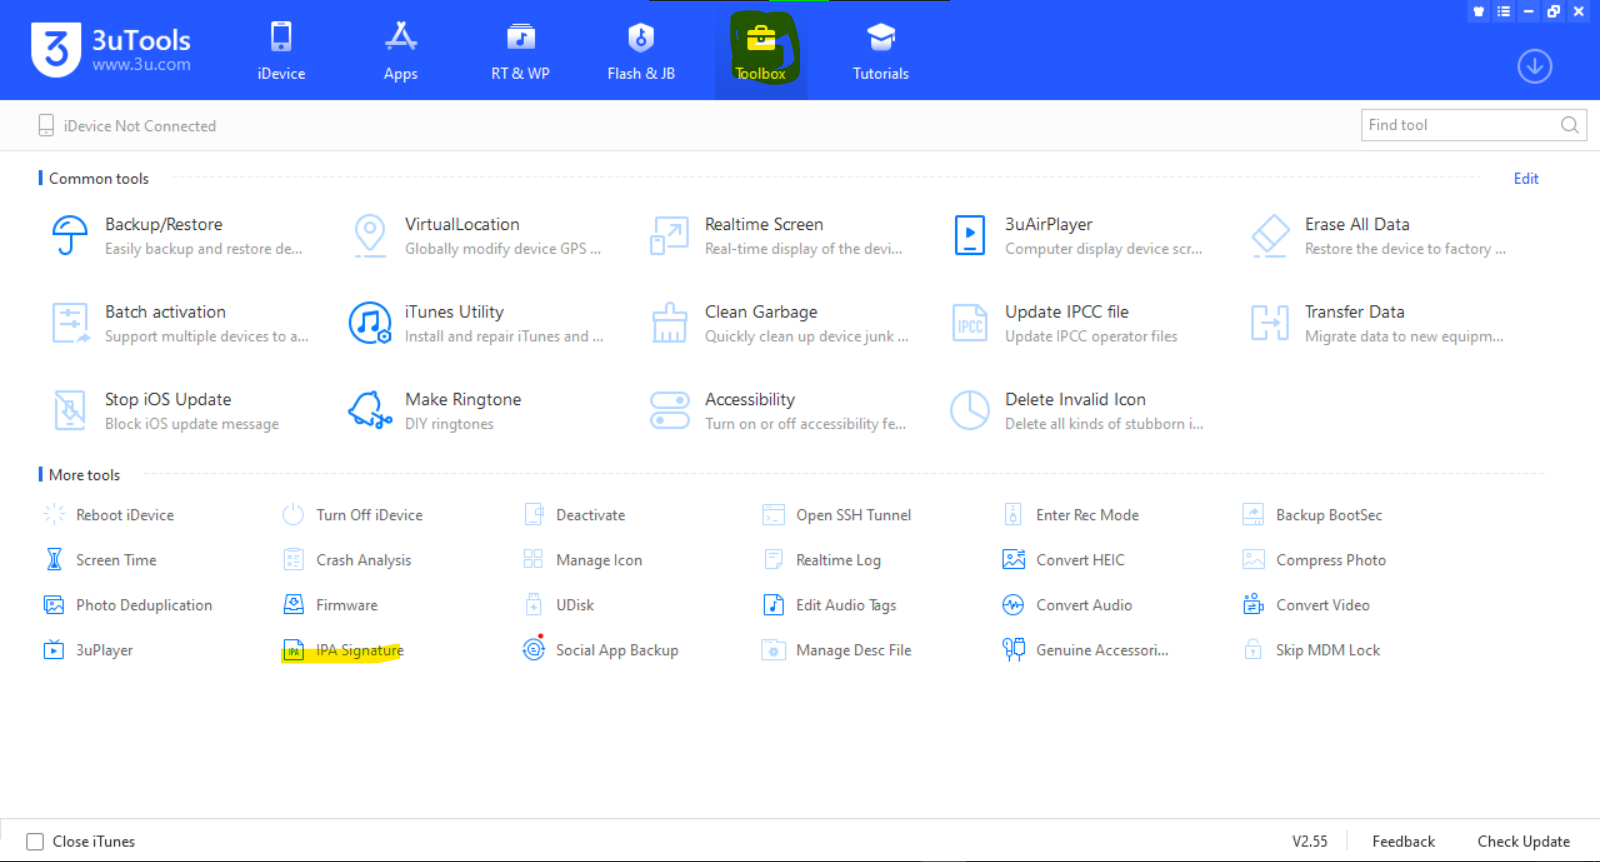 3
3uTools
www.3u.com
iDevice
Apps
RT & WP
Flash & JB
Toolbox
Tutorials
iDevice Not Connected
Find tool
Common tools
Edit
Backup/Restore
Easily backup and restore de...
VirtualLocation
Globally modify device GPS ...
Realtime Screen
Real-time display of the devi...
3uAirPlayer
Computer display device scr...
Erase All Data
Restore the device to factory ...
Batch activation
Support multiple devices to a...
iTunes Utility
Install and repair iTunes and ...
Clean Garbage
Quickly clean up device junk ...
IPCC
Update IPCC file
Update IPCC operator files
Transfer Data
Migrate data to new equipm...
Stop iOS Update
Block iOS update message
Make Ringtone
DIY ringtones
Accessibility
Turn on or off accessibility fe...
Delete Invalid Icon
Delete all kinds of stubborn i...
More tools
Reboot iDevice
Turn Off iDevice
Deactivate
Open SSH Tunnel
Enter Rec Mode
Backup BootSec
Screen Time
Crash Analysis
Manage Icon
Realtime Log
Convert HEIC
Compress Photo
Photo Deduplication
Firmware
UDisk
Edit Audio Tags
Convert Audio
Convert Video
3uPlayer
IPA
IPA Signature
Social App Backup
Manage Desc File
Genuine Accessori...
Skip MDM Lock
Close iTunes
V2.55
Feedback
Check Update